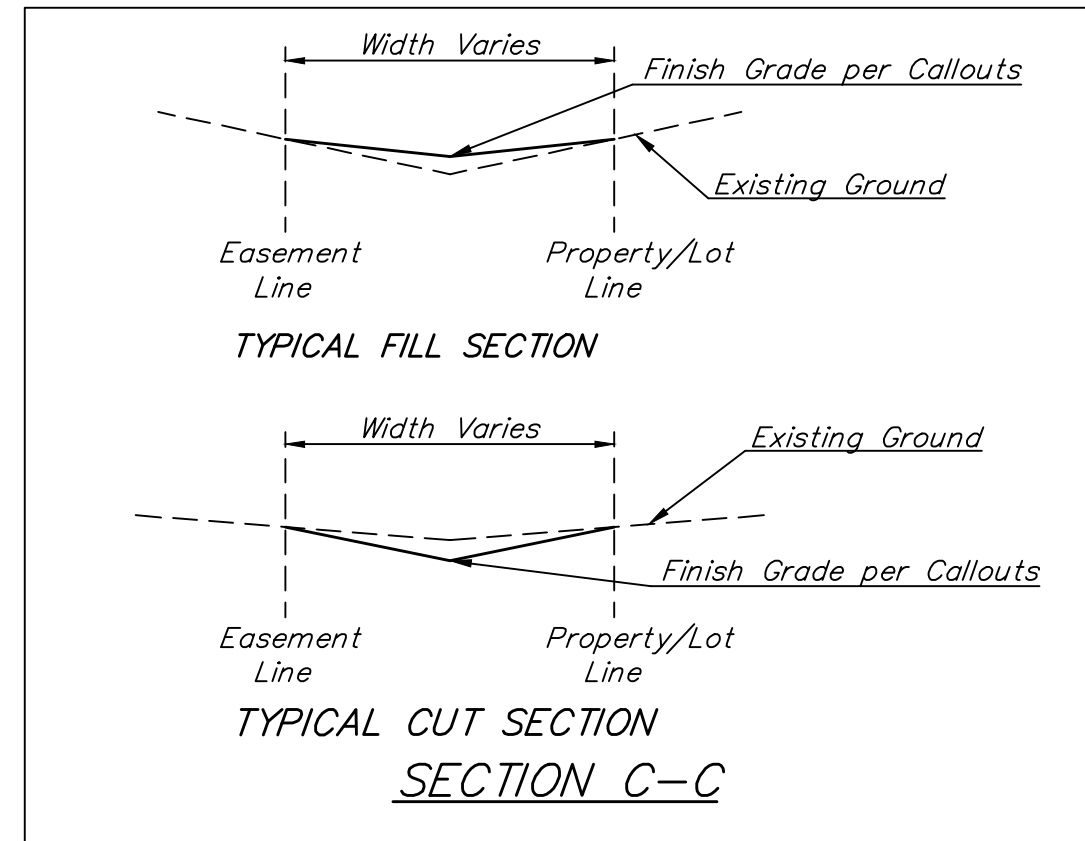 Width Varies
Finish Grade per Callouts
Existing Ground
Easement
Line
Property/Lot
Line
TYPICAL FILL SECTION
Width Varies
Existing Ground
Finish Grade per Callouts
Easement
Line
Property/Lot
Line
TYPICAL CUT SECTION
SECTION C-C